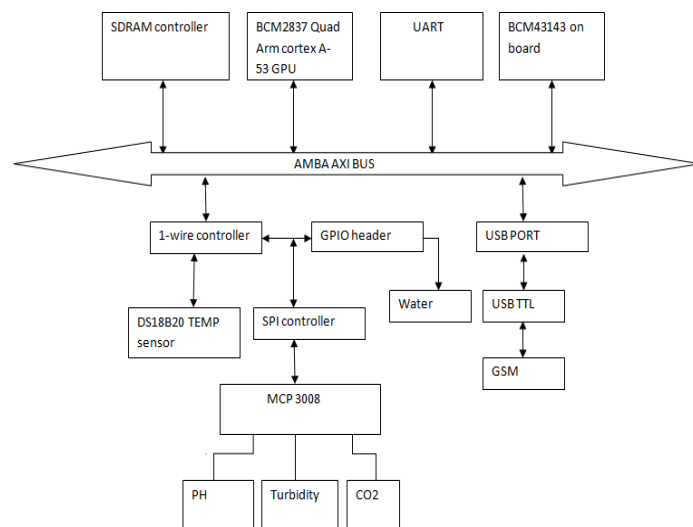 SDRAM controller
BCM2837 Quad
Arm cortex A-
53 GPU
UART
BCM43143 on
board
AMBA AXI BUS
1-wire controller
GPIO header
USB PORT
DS18B20 TEMP
sensor
SPI controller
Water
USB TTL
GSM
MCP 3008
PH
Turbidity
CO2